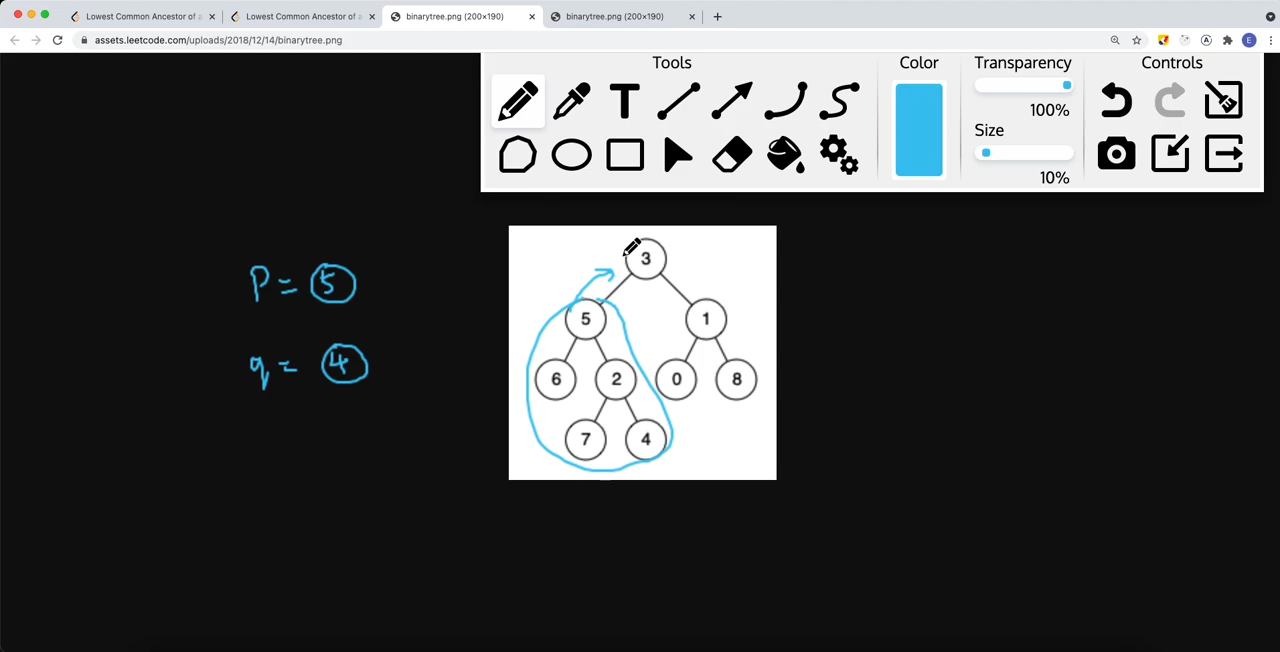 Lowest Common Ancestor of a
Lowest Common Ancestor of a
binarytree.png (200×190)
binarytree.png (200×190)
assets.leetcode.com/uploads/2018/12/14/binarytree.png
A
E
Tools
Color
Transparency
Controls
T
100%
Size
10%
P = 5
q = 4
3
5 1
6 2 0 8
7 4